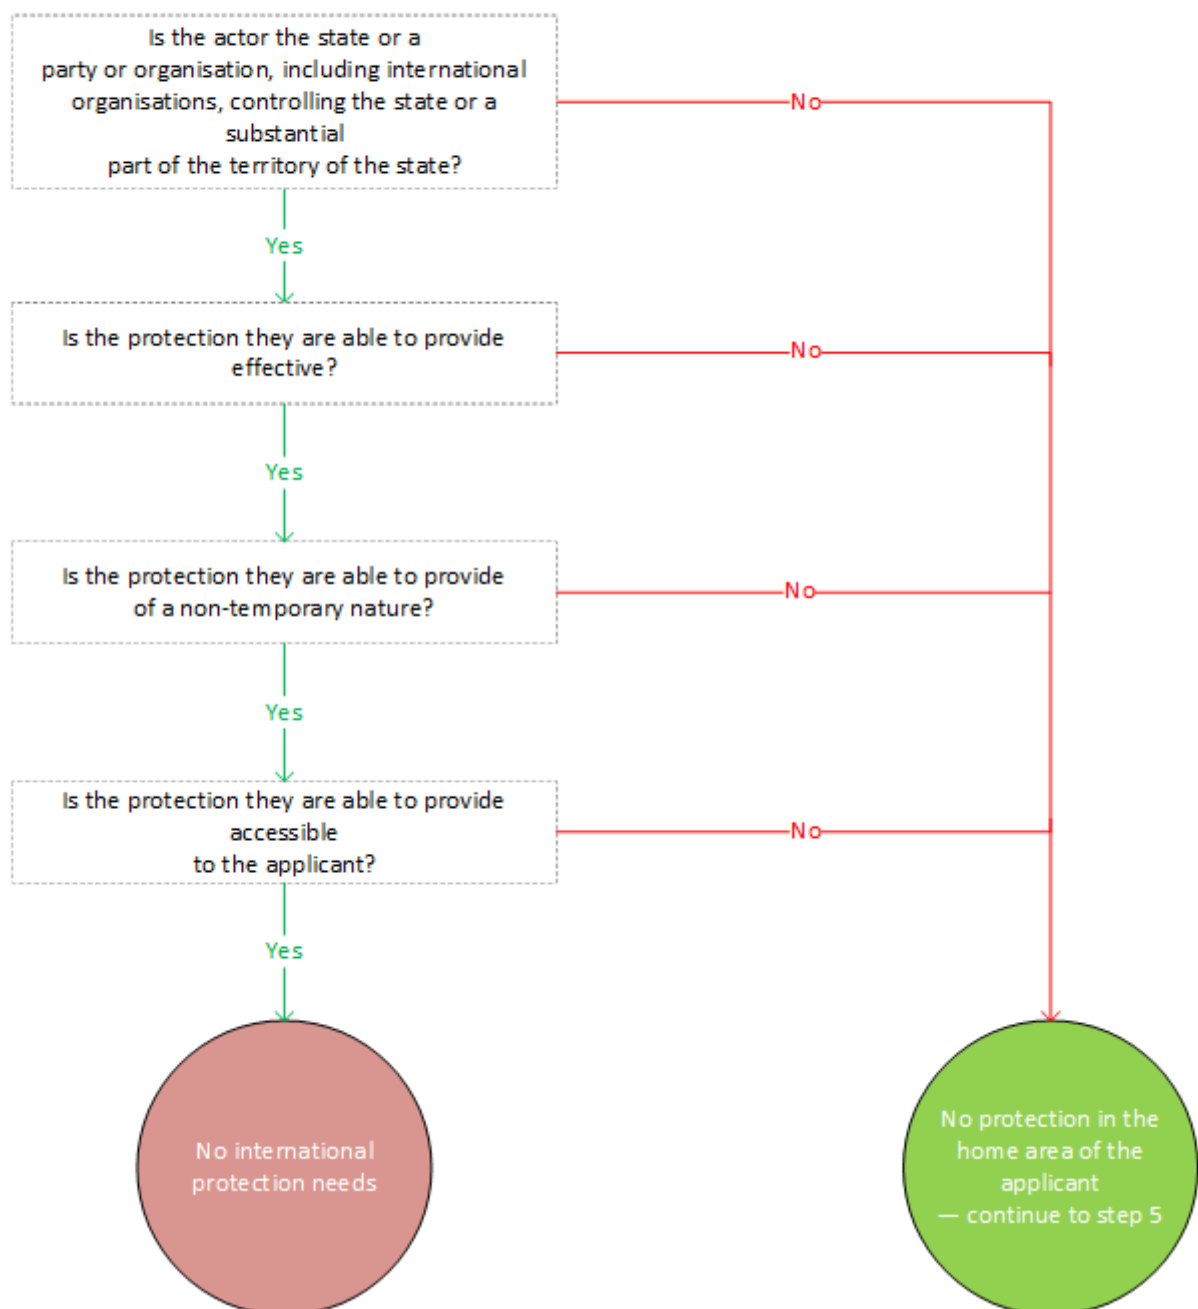 Is the actor the state or a
party or organisation, including international
organisations, controlling the state or a
substantial
part of the territory of the state?
No
Yes
Is the protection they are able to provide
effective?
No
Yes
Is the protection they are able to provide
of a non-temporary nature?
No
Yes
Is the protection they are able to provide
accessible
to the applicant?
No
Yes
No international
protection needs
No protection in the
home area of the
applicant
— continue to step 5